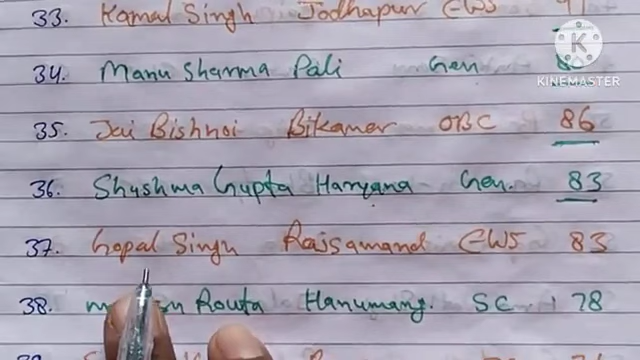 33. Kamal Singh Jodhapur EWS 91
34. Manu Sharma Pali Gen
KINEMASTER
35. Jai Bishnoi Bikaner OBC 86
36. Shushma Gupta Haryana Gen. 83
37. Gopal Singh Rajsamand EWS 83
38. Routa Hanumang. SC 78